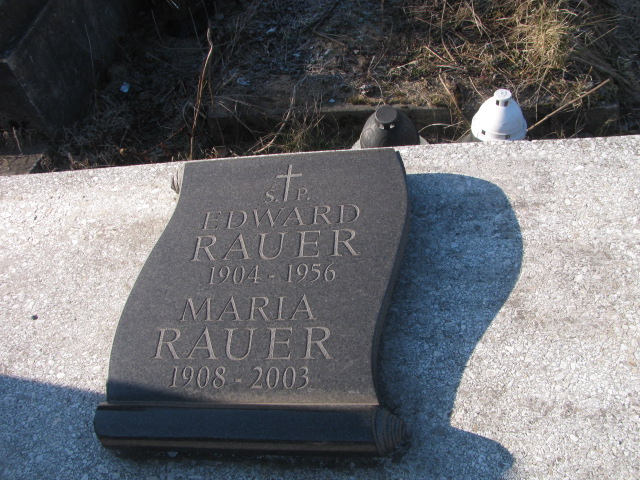 S. P.
EDWARD
RAUER
1904 - 1956
MARIA
RAUER
1908 - 2003